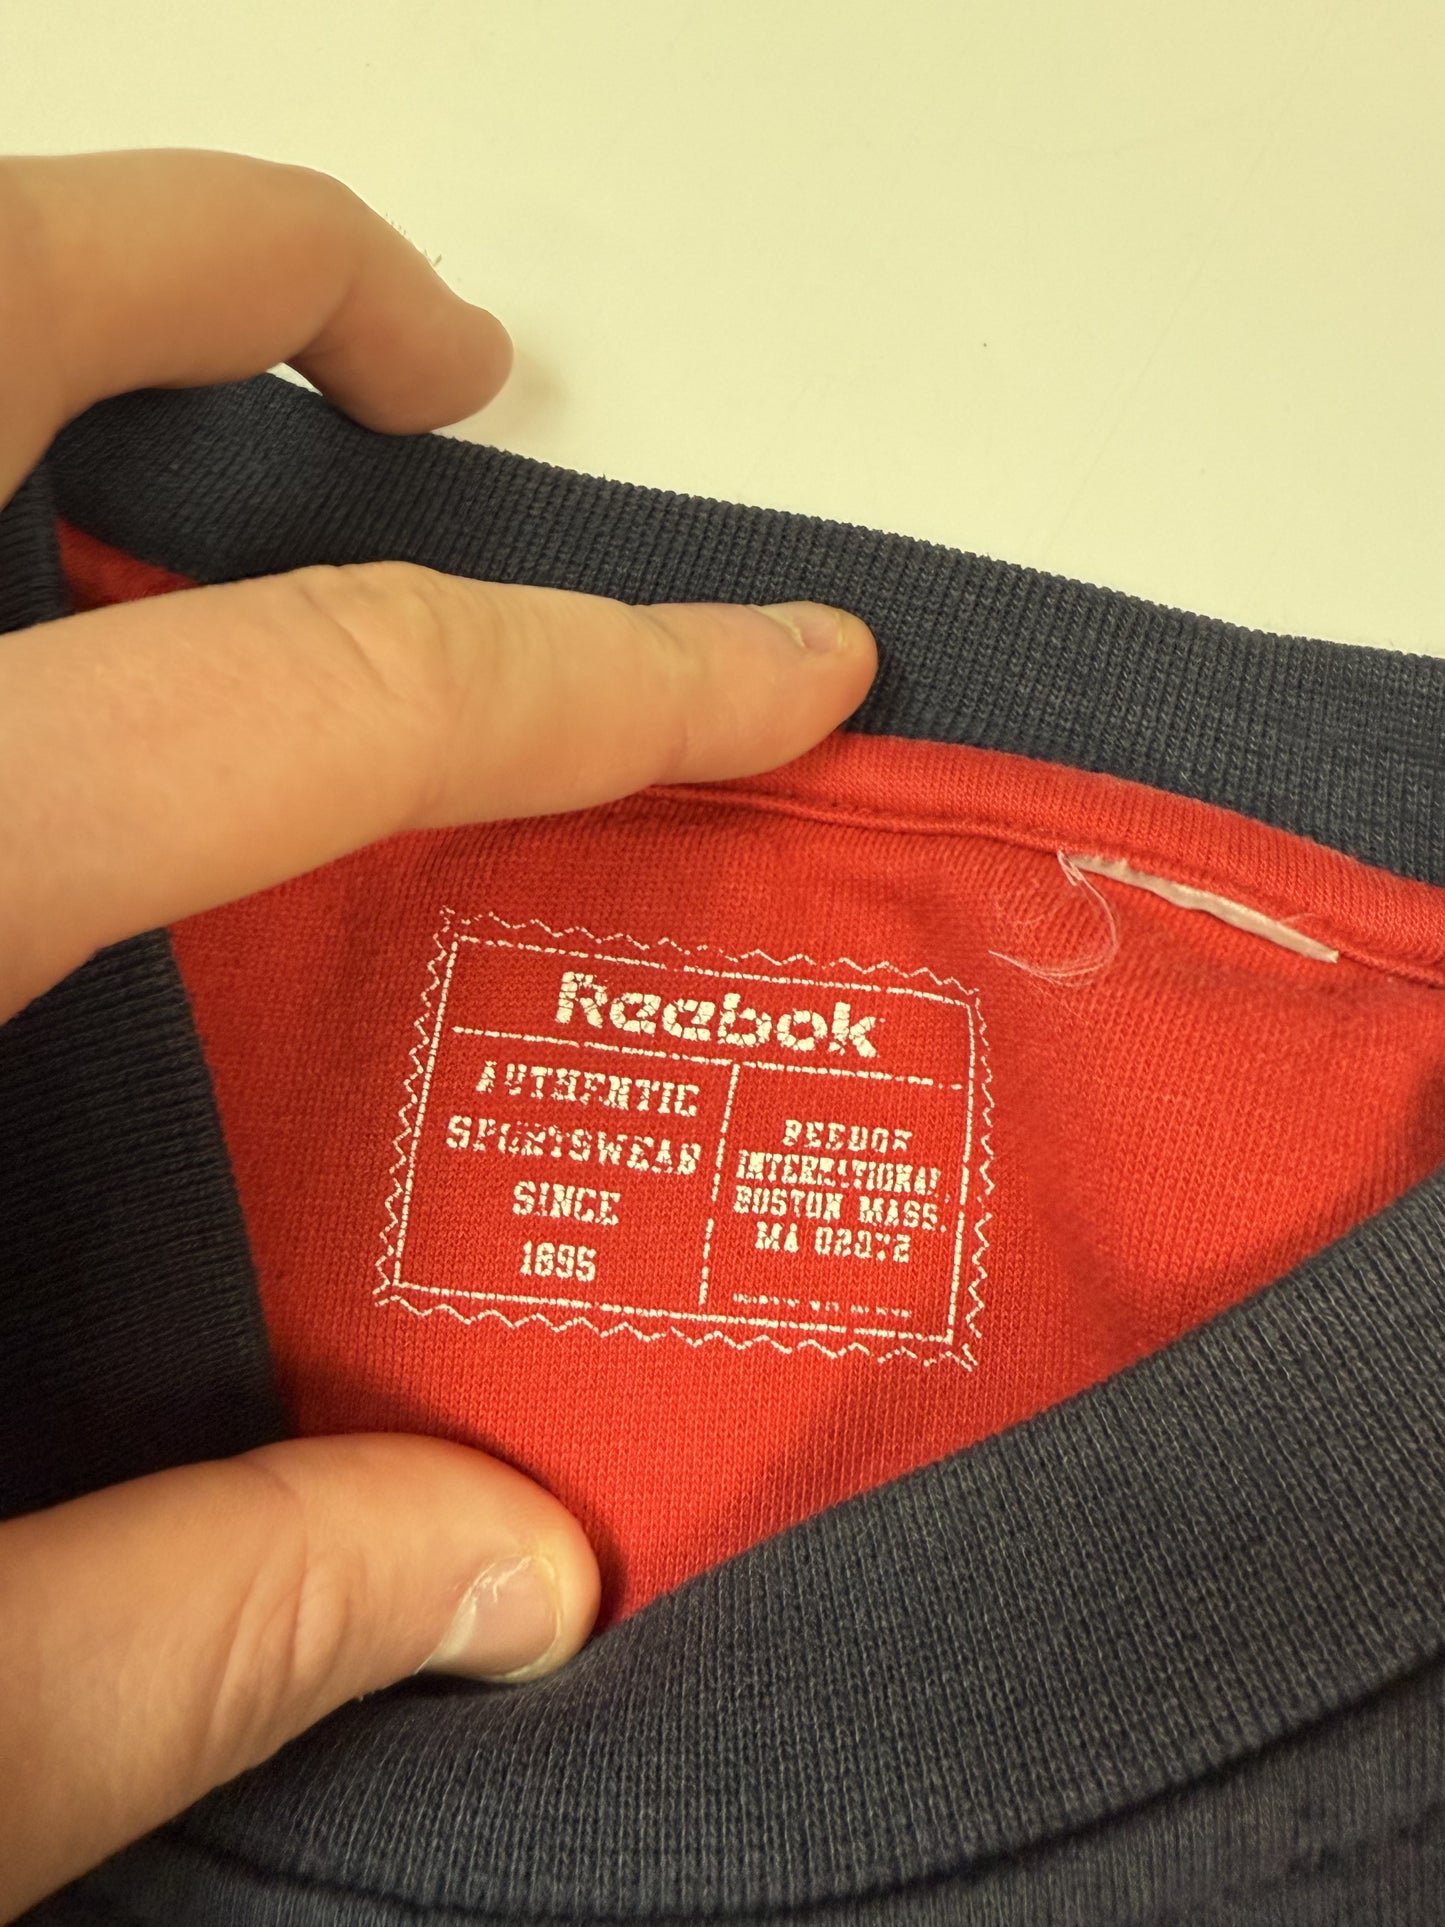 Reebok
AUTHENTIC
SPORTSWEAR
SINCE
1895
REEBOK
INTERNATIONAL,
BOSTON MASS.
MA 02072